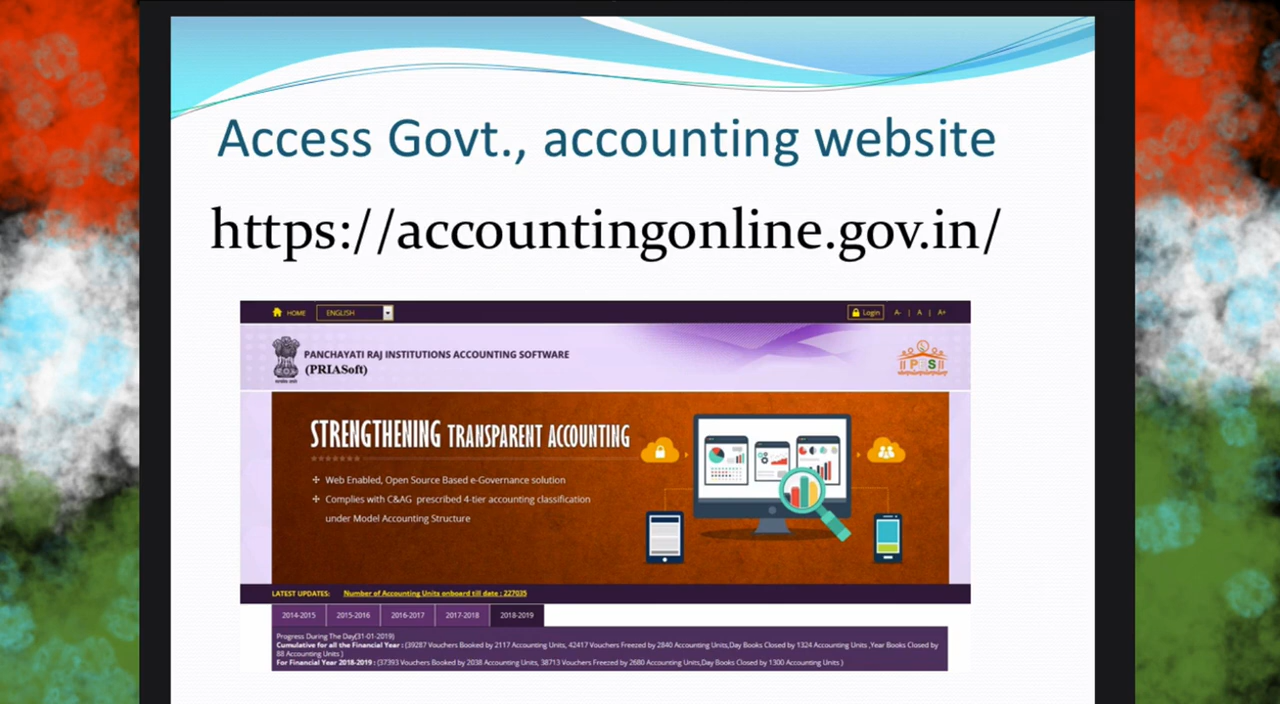 Access Govt., accounting website
https://accountingonline.gov.in/
HOME ENGLISH Login A- | A | A+
PANCHAYATI RAJ INSTITUTIONS ACCOUNTING SOFTWARE
(PRIASoft)
STRENGTHENING TRANSPARENT ACCOUNTING
Web Enabled, Open Source Based e-Governance solution
Complies with C&AG prescribed 4-tier accounting classification
under Model Accounting Structure
LATEST UPDATES: Number of Accounting Units onboard till date : 227035
2014-2015 2015-2016 2016-2017 2017-2018 2018-2019
Progress During The Day(31-01-2019)
Cumulative for all the Financial Year : (39287 Vouchers Booked by 2117 Accounting Units, 42417 Vouchers Freezed by 2840 Accounting Units,Day Books Closed by 1324 Accounting Units ,Year Books Closed by
88 Accounting Units )
For Financial Year 2018-2019 : (37393 Vouchers Booked by 2038 Accounting Units, 38713 Vouchers Freezed by 2680 Accounting Units,Day Books Closed by 1300 Accounting Units )